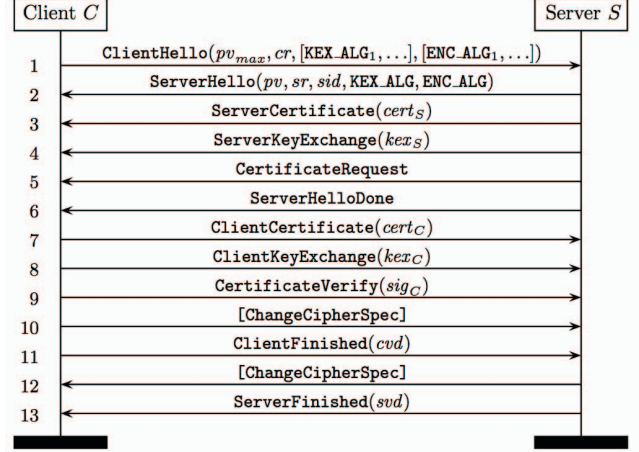 Client C Server S
1 ClientHello(pv_max, cr, [KEX_ALG₁, ...], [ENC_ALG₁, ...])
2 ServerHello(pv, sr, sid, KEX_ALG, ENC_ALG)
3 ServerCertificate(cert_S)
4 ServerKeyExchange(kex_S)
5 CertificateRequest
6 ServerHelloDone
7 ClientCertificate(cert_C)
8 ClientKeyExchange(kex_C)
9 CertificateVerify(sig_C)
10 [ChangeCipherSpec]
11 ClientFinished(cvd)
12 [ChangeCipherSpec]
13 ServerFinished(svd)